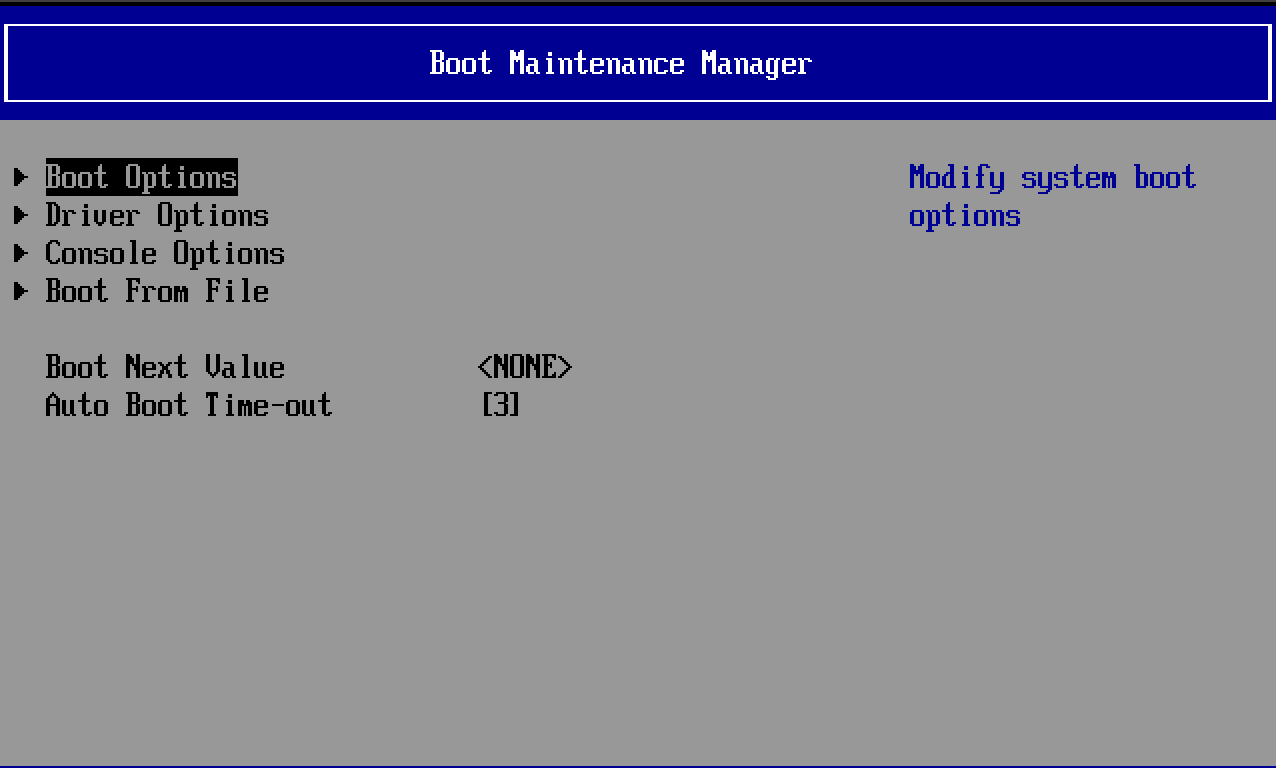 Boot Maintenance Manager
Boot Options
Driver Options
Console Options
Boot From File
Boot Next Value <NONE>
Auto Boot Time-out [3]
Modify system boot
options